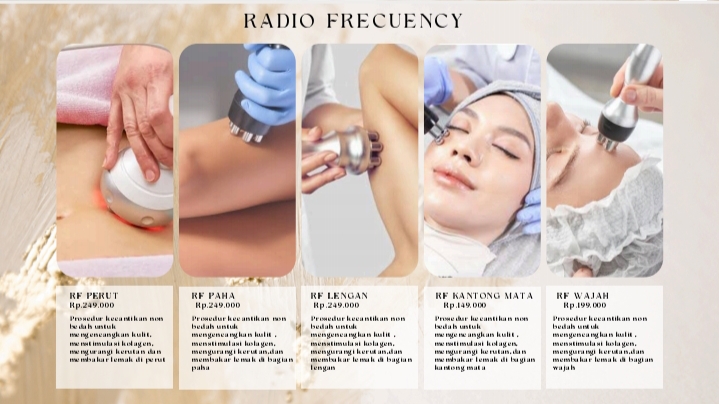 RADIO FRECUENCY
RF PERUT
Rp.249.000
Prosedur kecantikan non
bedah untuk
mengencangkan kulit,
menstimulasi kolagen,
mengurangi kerutan dan
membakar lemak di perut
RF PAHA
Rp.249.000
Prosedur kecantikan non
bedah untuk
mengencangkan kulit ,
menstimulasi kolagen,
mengurangi kerutan,dan
membakar lemak di bagian
paha
RF LENGAN
Rp.249.000
Prosedur kecantikan non
bedah untuk
mengencangkan kulit ,
menstimulasi kolagen,
mengurangi kerutan,dan
membakar lemak di bagian
lengan
RF KANTONG MATA
Rp.149.000
Prosedur kecantikan non
bedah untuk
mengencangkan kulit ,
menstimulasi kolagen,
mengurangi kerutan,dan
membakar lemak di bagian
kantong mata
RF WAJAH
Rp.199.000
Prosedur kecantikan non
bedah untuk
mengencangkan kulit ,
menstimulasi kolagen,
mengurangi kerutan,dan
membakar lemak di bagian
wajah